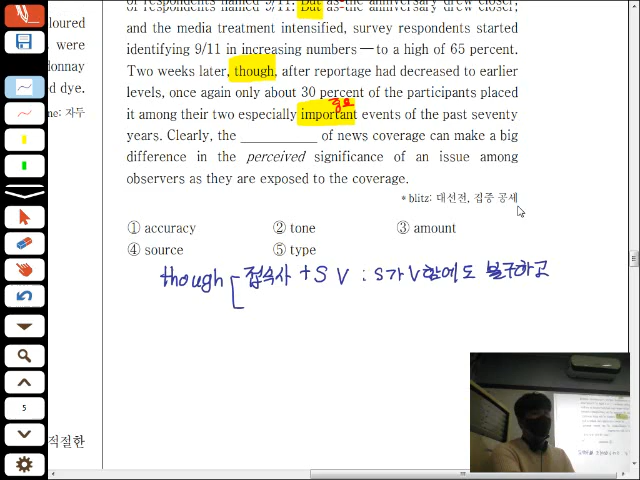 of respondents named 9/11. But as the anniversary drew closer,
and the media treatment intensified, survey respondents started
identifying 9/11 in increasing numbers — to a high of 65 percent.
Two weeks later, though, after reportage had decreased to earlier
levels, once again only about 30 percent of the participants placed
중요
it among their two especially important events of the past seventy
years. Clearly, the ___________ of news coverage can make a big
difference in the perceived significance of an issue among
observers as they are exposed to the coverage.
* blitz: 대선전, 집중 공세
① accuracy ② tone ③ amount
④ source ⑤ type
though 접속사 + S V : S가 V함에도 불구하고
loured
were
donnay
d dye.
ne: 자두
적절한
5